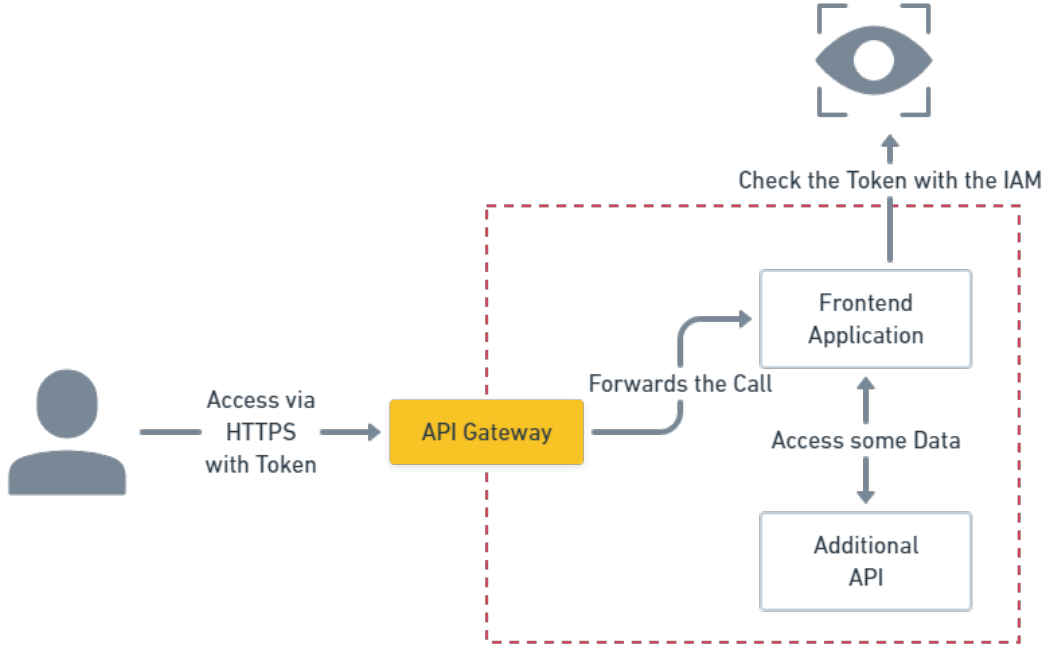 Check the Token with the IAM
Frontend
Application
Forwards the Call
Access via
HTTPS
with Token
API Gateway
Access some Data
Additional
API